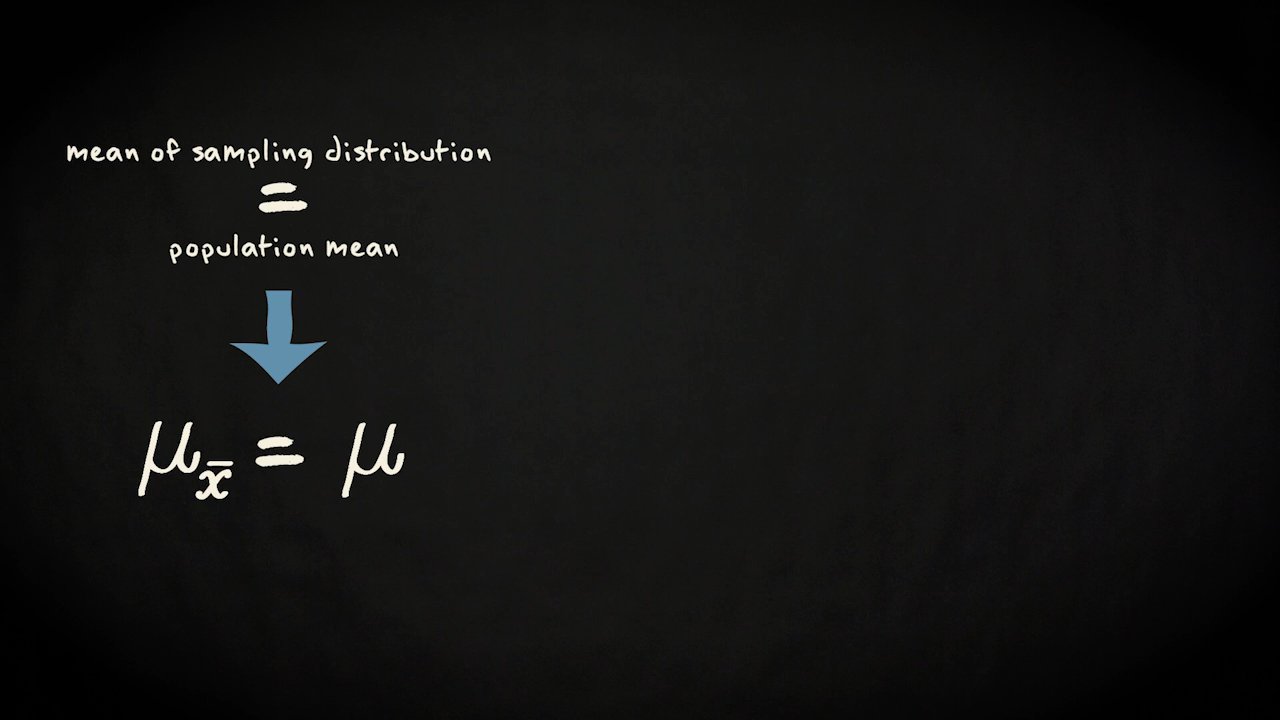 mean of sampling distribution
=
population mean
μx̄ = μ